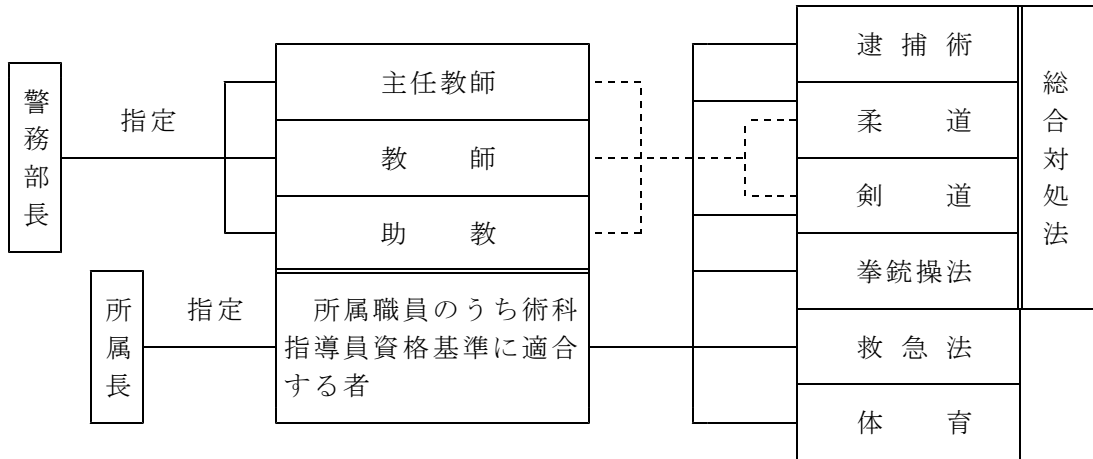 警務部長
指定
主任教師
教師
助教
所属長
指定
所属職員のうち術科
指導員資格基準に適合
する者
逮捕術
柔道
剣道
拳銃操法
救急法
体育
総合対処法